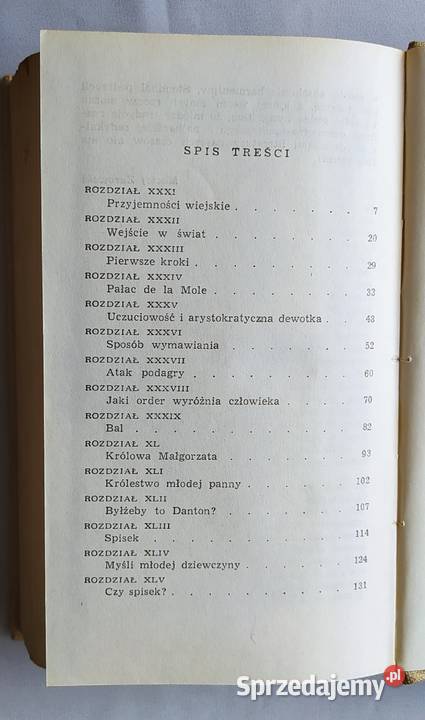 SPIS TREŚCI
ROZDZIAŁ XXXI
Przyjemności wiejskie . . . . . . . 7
ROZDZIAŁ XXXII
Wejście w świat . . . . . . . . 20
ROZDZIAŁ XXXIII
Pierwsze kroki . . . . . . . . 29
ROZDZIAŁ XXXIV
Pałac de la Mole . . . . . . . 33
ROZDZIAŁ XXXV
Uczuciowość i arystokratyczna dewotka . . 43
ROZDZIAŁ XXXVI
Sposób wymawiania . . . . . . . 52
ROZDZIAŁ XXXVII
Atak podagry . . . . . . . . 60
ROZDZIAŁ XXXVIII
Jaki order wyróżnia człowieka . . . . 70
ROZDZIAŁ XXXIX
Bal . . . . . . . . . . . 82
ROZDZIAŁ XL
Królowa Małgorzata . . . . . . . 93
ROZDZIAŁ XLI
Królestwo młodej panny . . . . . . 102
ROZDZIAŁ XLII
Byłżeby to Danton? . . . . . . . 107
ROZDZIAŁ XLIII
Spisek . . . . . . . . . . 114
ROZDZIAŁ XLIV
Myśli młodej dziewczyny . . . . . 124
ROZDZIAŁ XLV
Czy spisek? . . . . . . . . . 131
Sprzedajemy.pl